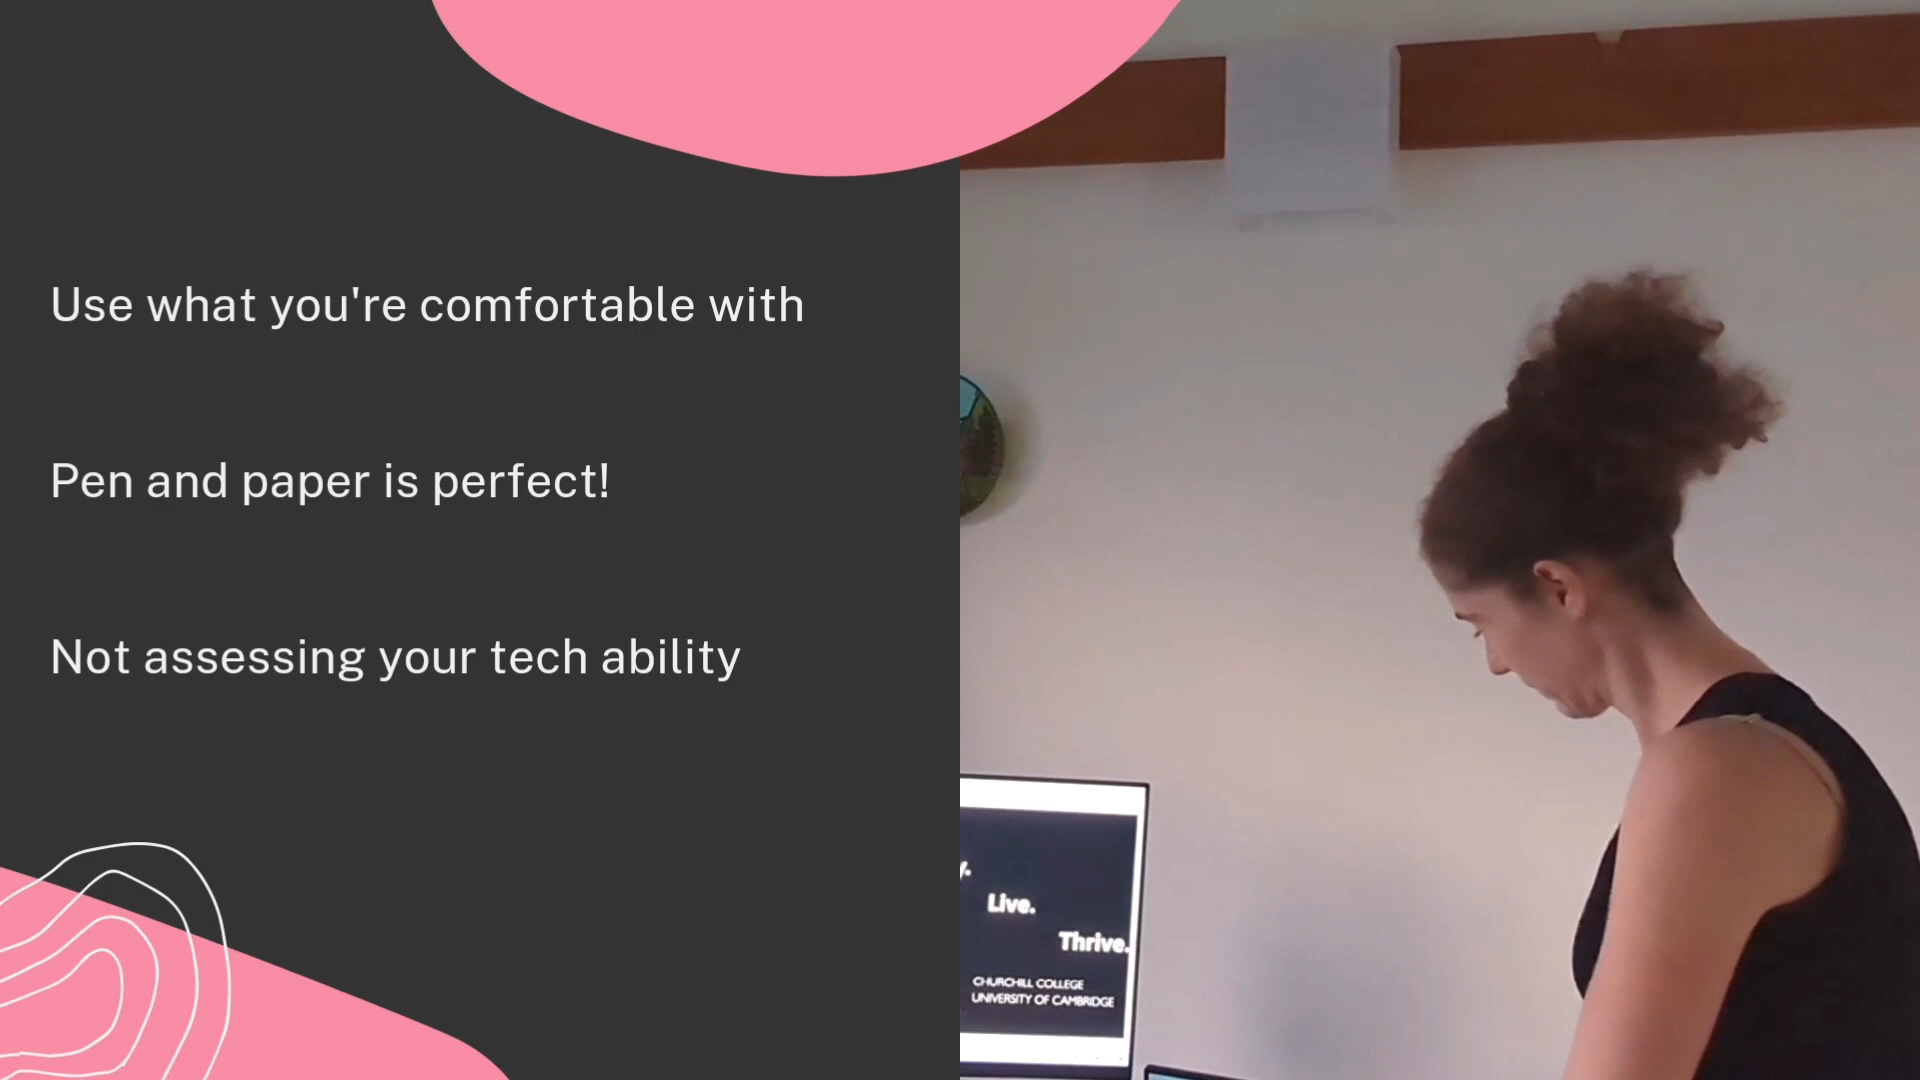 Use what you're comfortable with
Pen and paper is perfect!
Not assessing your tech ability
Live.
Thrive.
CHURCHILL COLLEGE
UNIVERSITY OF CAMBRIDGE